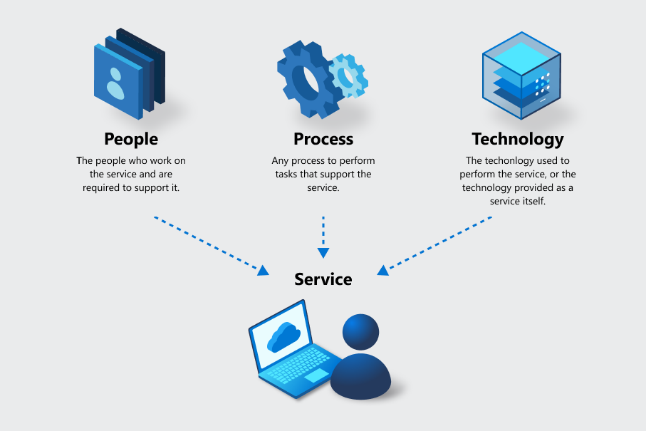 People
The people who work on
the service and are
required to support it.
Process
Any process to perform
tasks that support the
service.
Technology
The techonlogy used to
perform the service, or the
technology provided as a
service itself.
Service